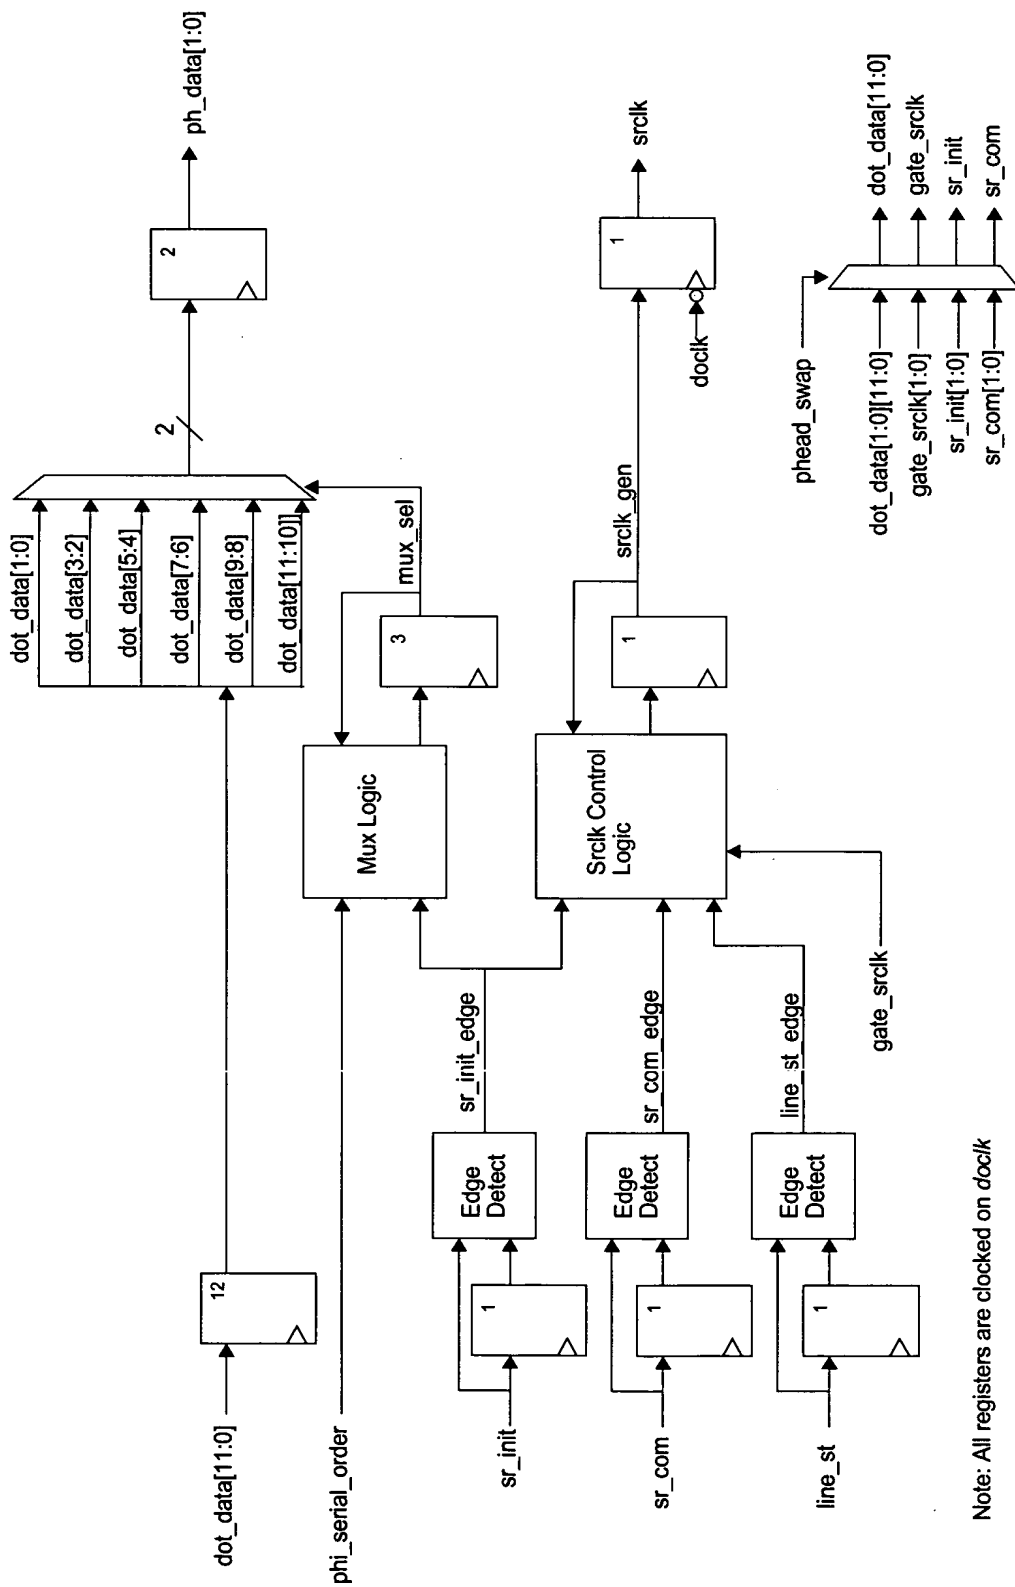 dot_data[11:0]
12
dot_data[1:0]
dot_data[3:2]
dot_data[5:4]
dot_data[7:6]
dot_data[9:8]
dot_data[11:10]]
2
2
ph_data[1:0]
phi_serial_order
Mux Logic
3
mux_sel
sr_init
1
Edge
Detect
sr_init_edge
sr_com
1
Edge
Detect
sr_com_edge
line_st
1
Edge
Detect
line_st_edge
gate_srclk
Srclk Control
Logic
1
srclk_gen
doclk
1
srclk
phead_swap
dot_data[1:0][11:0]
gate_srclk[1:0]
sr_init[1:0]
sr_com[1:0]
dot_data[11:0]
gate_srclk
sr_init
sr_com
Note: All registers are clocked on doclk